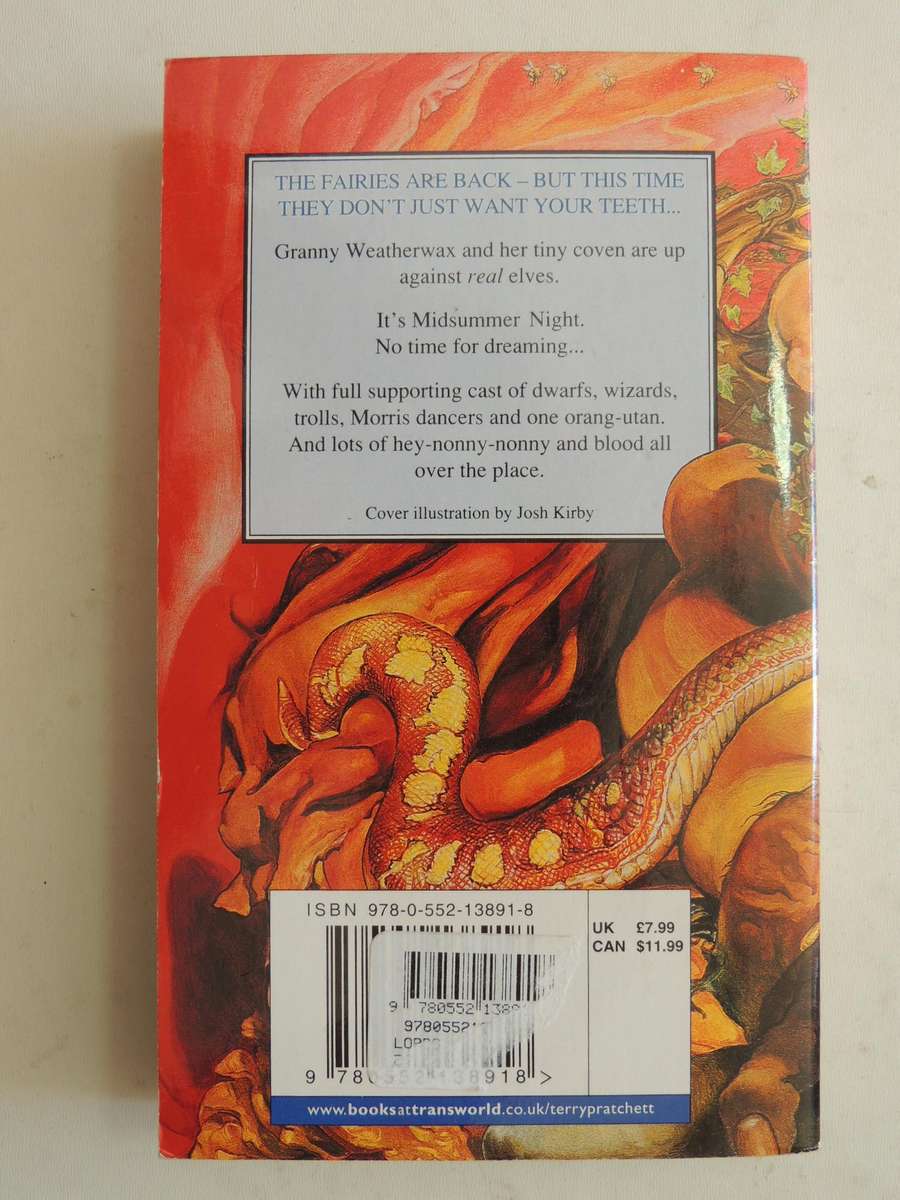 THE FAIRIES ARE BACK – BUT THIS TIME
THEY DON'T JUST WANT YOUR TEETH...
Granny Weatherwax and her tiny coven are up
against real elves.
It's Midsummer Night.
No time for dreaming...
With full supporting cast of dwarfs, wizards,
trolls, Morris dancers and one orang-utan.
And lots of hey-nonny-nonny and blood all
over the place.
Cover illustration by Josh Kirby
ISBN 978-0-552-13891-8
UK £7.99
CAN $11.99
9 780552 138918 >
www.booksattransworld.co.uk/terrypratchett